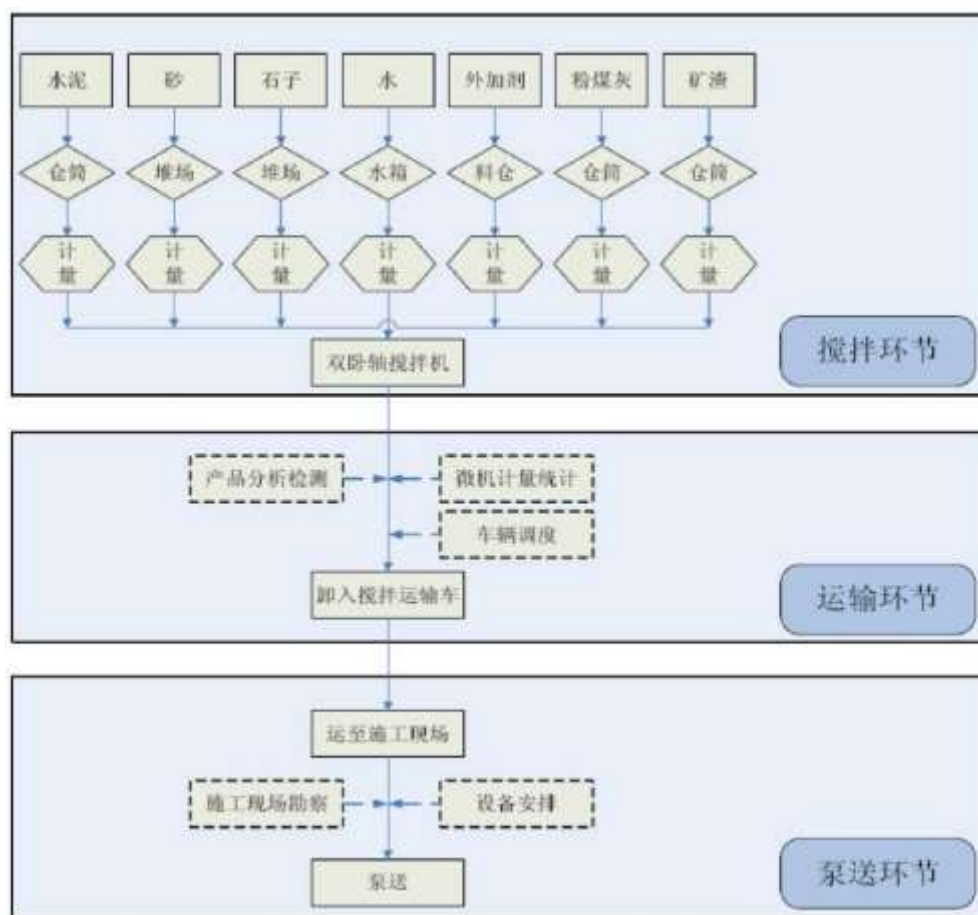 水泥 砂 石子 水 外加剂 粉煤灰 矿渣
仓筒 堆场 堆场 水箱 料仓 仓筒 仓筒
计 计 计 计 计 计 计
量 量 量 量 量 量 量
搅拌环节
双卧轴搅拌机
产品分析检测 微机计量统计
车辆调度
卸入搅拌运输车
运输环节
运至施工现场
施工现场勘察 设备安排
泵送
泵送环节